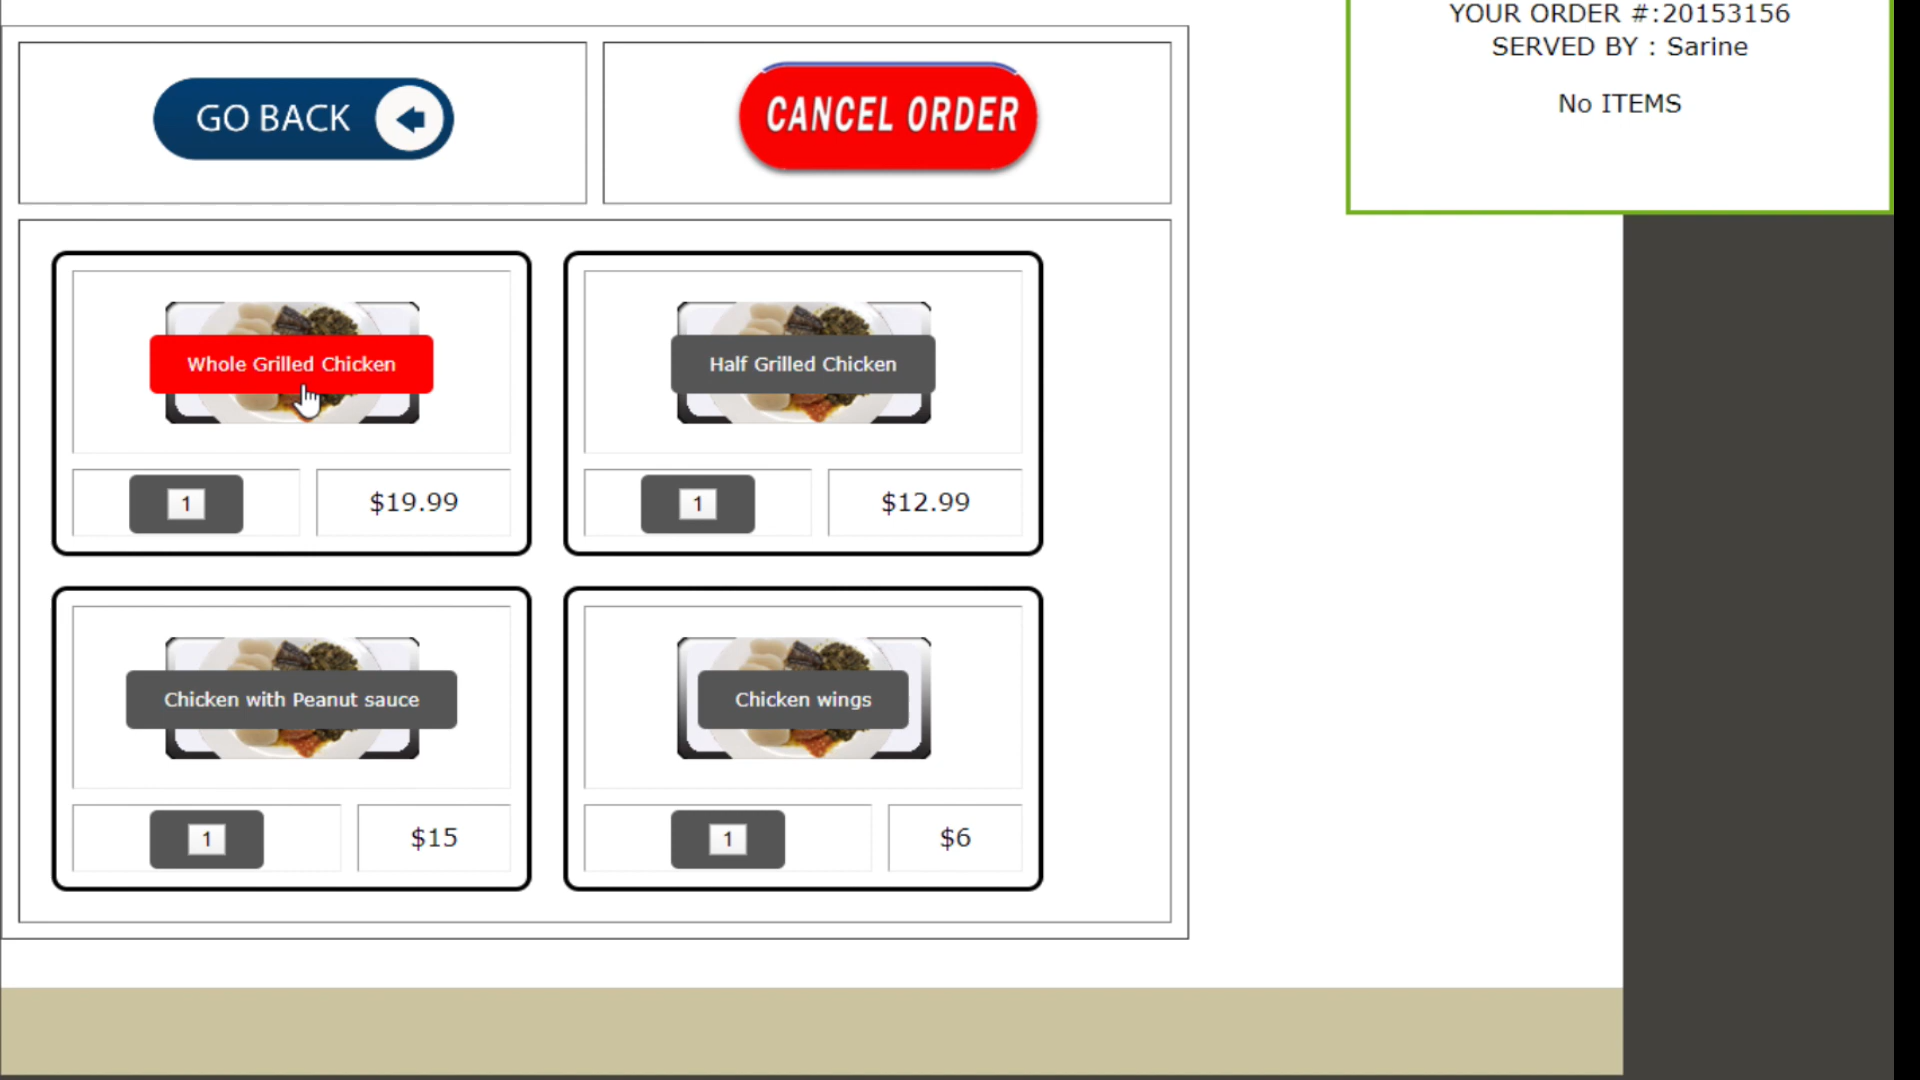 YOUR ORDER #:20153156
SERVED BY : Sarine
No ITEMS
GO BACK
CANCEL ORDER
Whole Grilled Chicken
1
$19.99
Half Grilled Chicken
1
$12.99
Chicken with Peanut sauce
1
$15
Chicken wings
1
$6